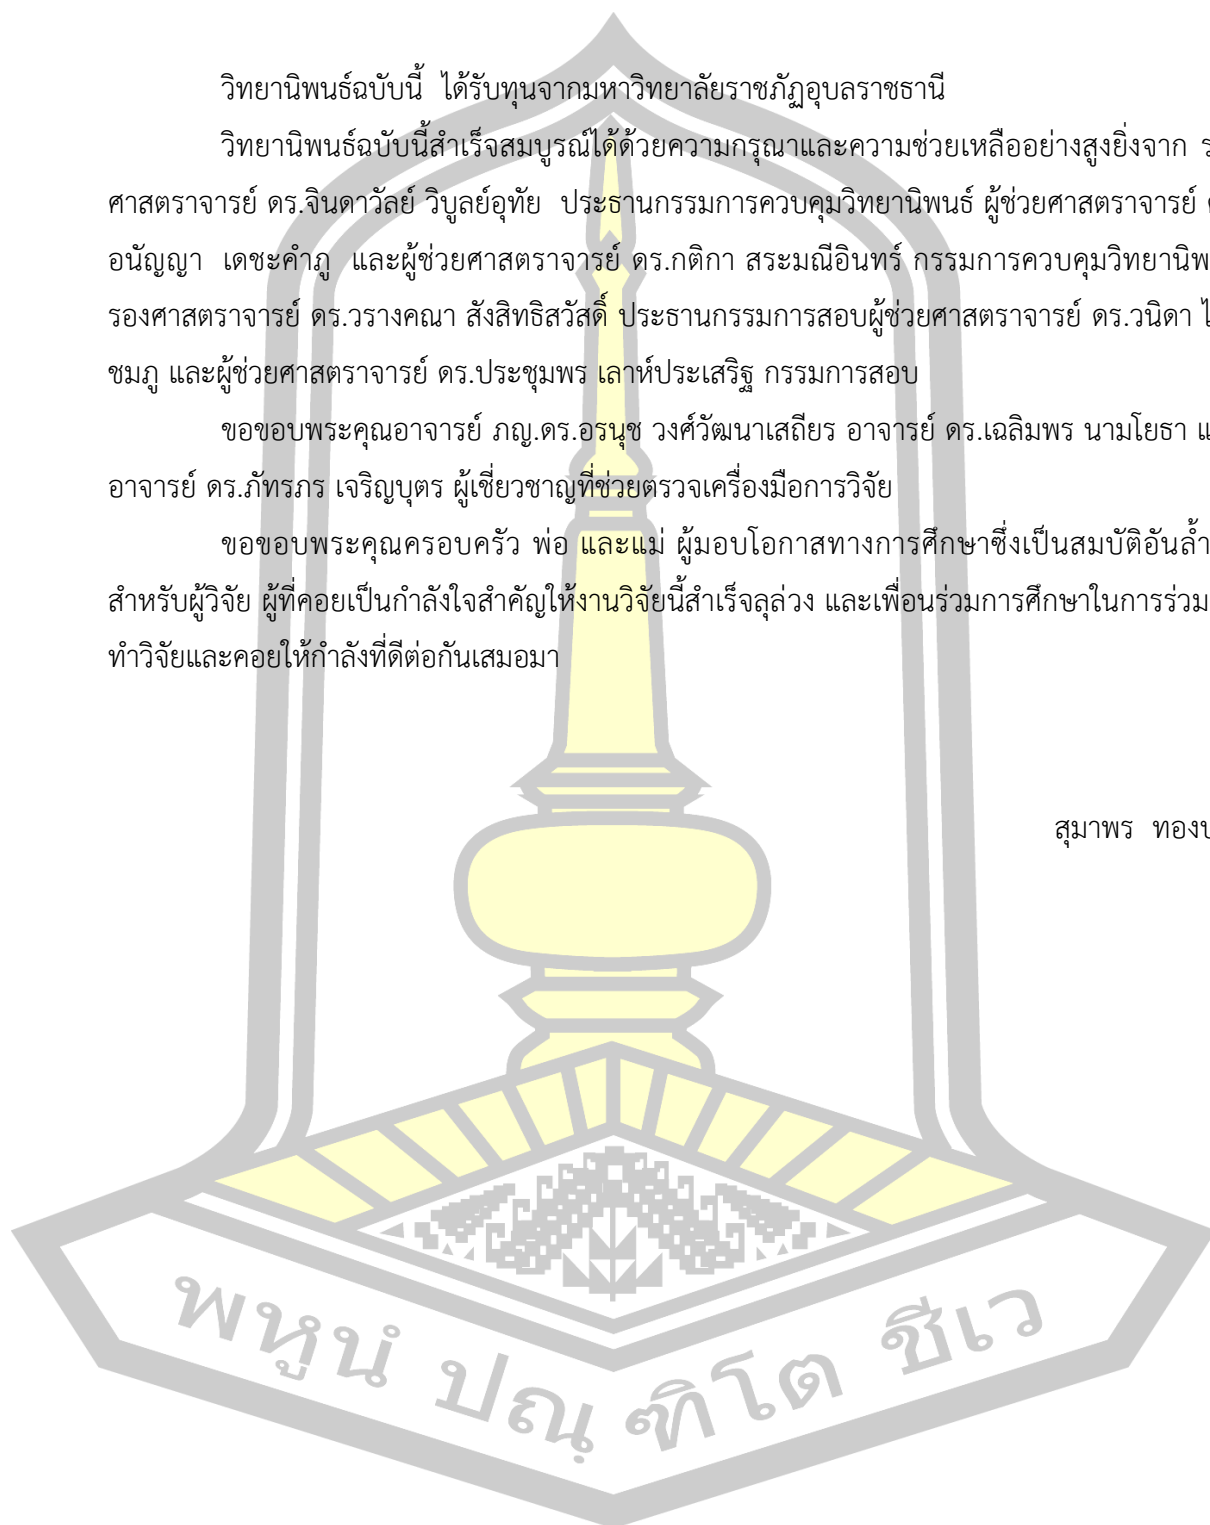 วิทยานิพนธ์ฉบับนี้ ได้รับทุนจากมหาวิทยาลัยราชภัฏอุบลราชธานี
วิทยานิพนธ์ฉบับนี้สำเร็จสมบูรณ์ได้ด้วยความกรุณาและความช่วยเหลืออย่างสูงยิ่งจาก
ศาสตราจารย์ ดร.จินดาวัลย์ วิบูลย์อุทัย ประธานกรรมการควบคุมวิทยานิพนธ์ ผู้ช่วยศาสตราจารย์
อนัญญา เดชะคำภู และผู้ช่วยศาสตราจารย์ ดร.กติกา สระมณีอินทร์ กรรมการควบคุมวิทยานิพ
รองศาสตราจารย์ ดร.วรางคณา สังสิทธิสวัสดิ์ ประธานกรรมการสอบผู้ช่วยศาสตราจารย์ ดร.วนิดา
ชมภู และผู้ช่วยศาสตราจารย์ ดร.ประชุมพร เลาห์ประเสริฐ กรรมการสอบ
ขอขอบพระคุณอาจารย์ ภญ.ดร.อรนุช วงศ์วัฒนาเสถียร อาจารย์ ดร.เฉลิมพร นามโยธา
อาจารย์ ดร.ภัทรภร เจริญบุตร ผู้เชี่ยวชาญที่ช่วยตรวจเครื่องมือการวิจัย
ขอขอบพระคุณครอบครัว พ่อ และแม่ ผู้มอบโอกาสทางการศึกษาซึ่งเป็นสมบัติอันล้ำ
สำหรับผู้วิจัย ผู้ที่คอยเป็นกำลังใจสำคัญให้งานวิจัยนี้สำเร็จลุล่วง และเพื่อนร่วมการศึกษาในการร่วม
ทำวิจัยและคอยให้กำลังที่ดีต่อกันเสมอมา
สุมาพร ทองบ
พหูนํ ปณฺฑิโต ชีเว